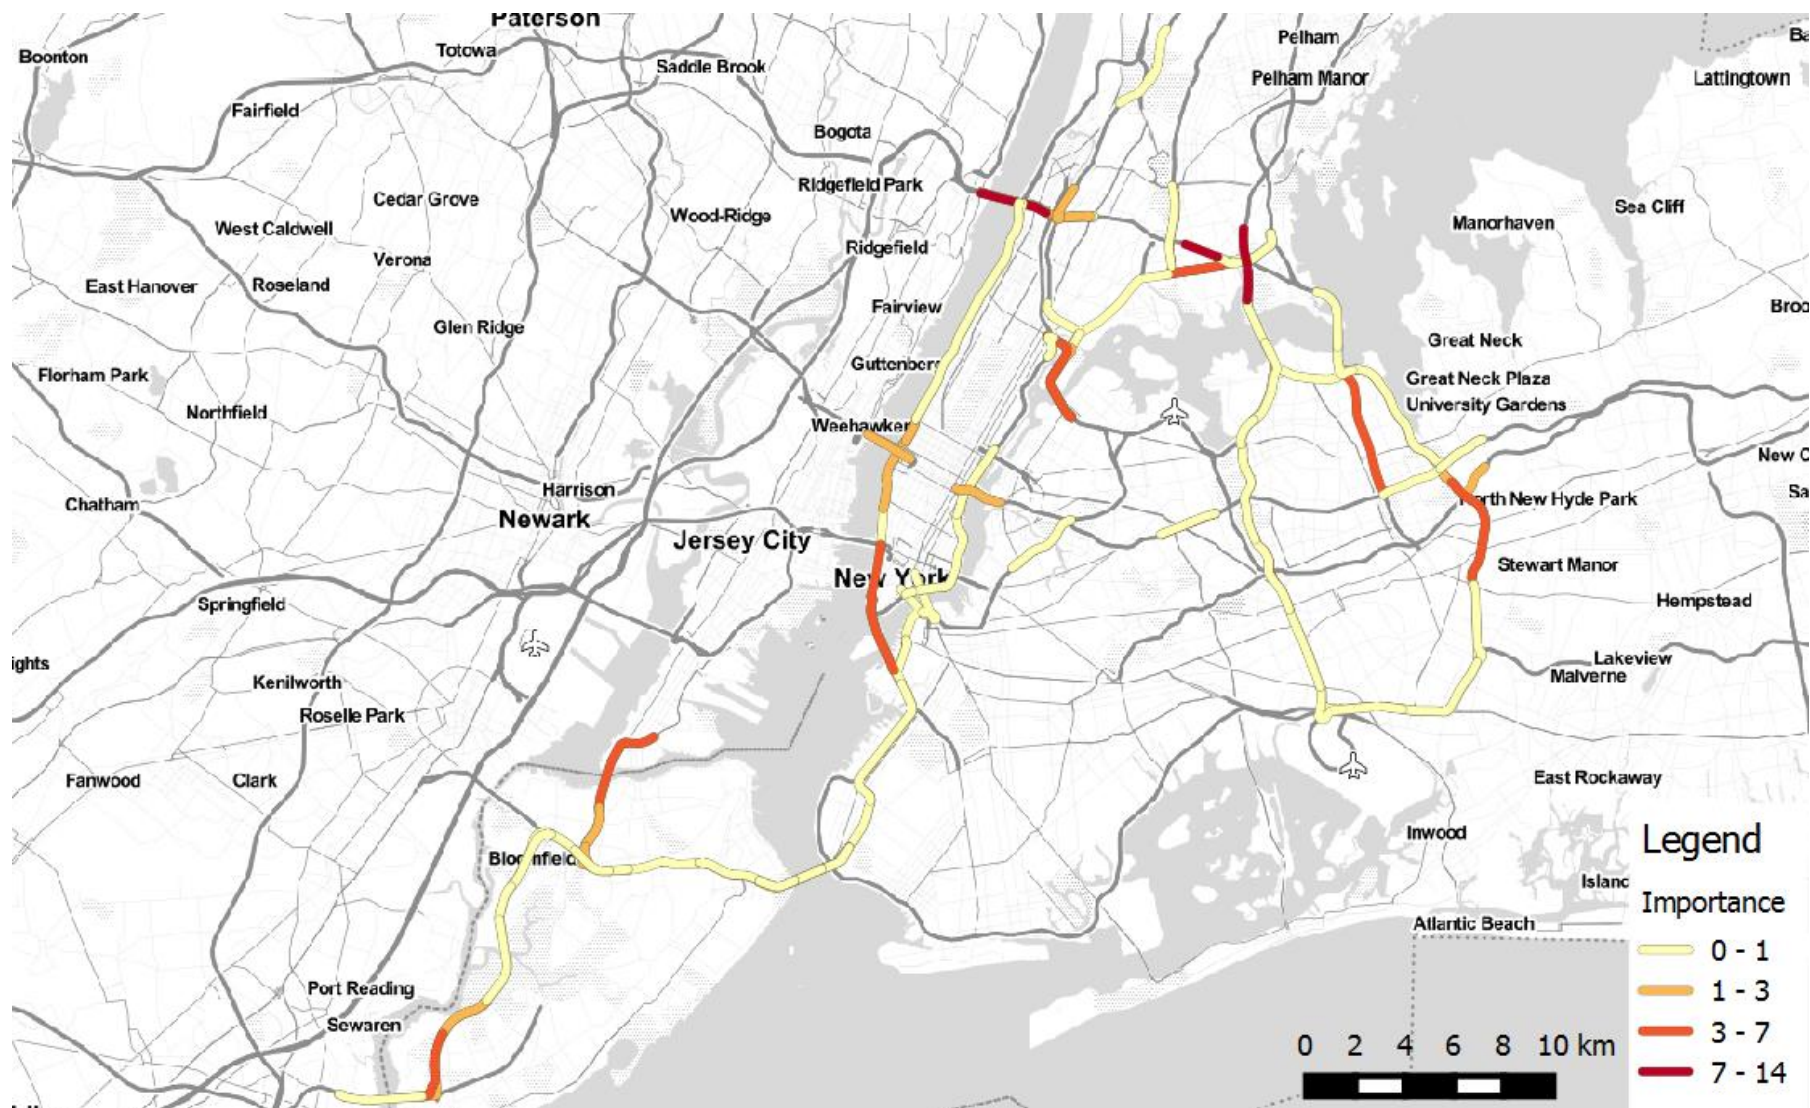 Paterson
Pelham
Boonton
Totowa
Saddle Brook
Pelham Manor
Lattingtown
Fairfield
Bogota
Ridgefield Park
Cedar Grove
Wood-Ridge
Sea Cliff
West Caldwell
Manorhaven
Ridgefield
Verona
East Hanover
Roseland
Fairview
Glen Ridge
Great Neck
Guttenberg
Florham Park
Great Neck Plaza
University Gardens
Northfield
Weehawken
Harrison
Chatham
North New Hyde Park
Newark
Jersey City
New York
Stewart Manor
Springfield
Hempstead
Lakeview
Malverne
Kenilworth
Roselle Park
Fanwood
Clark
East Rockaway
Inwood
Bloomfield
Atlantic Beach
Port Reading
Sewaren
Legend
Importance
0 - 1
1 - 3
3 - 7
7 - 14
0 2 4 6 8 10 km